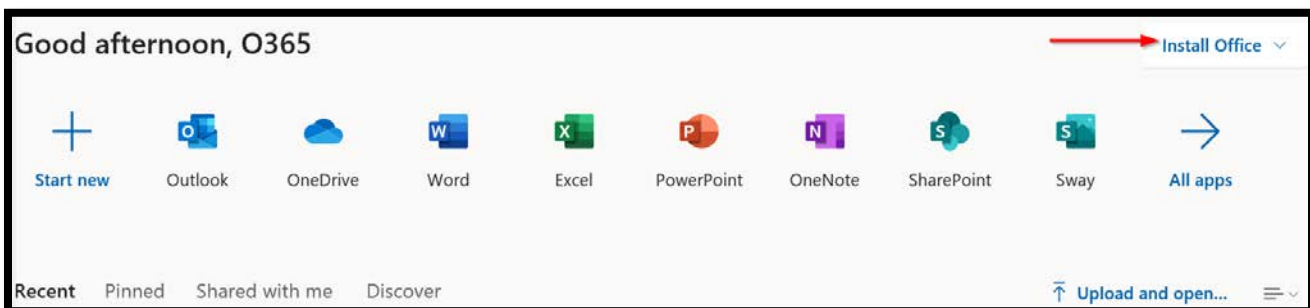 Good afternoon, O365
Install Office
Start new
Outlook
OneDrive
Word
Excel
PowerPoint
OneNote
SharePoint
Sway
All apps
Recent Pinned Shared with me Discover
Upload and open...